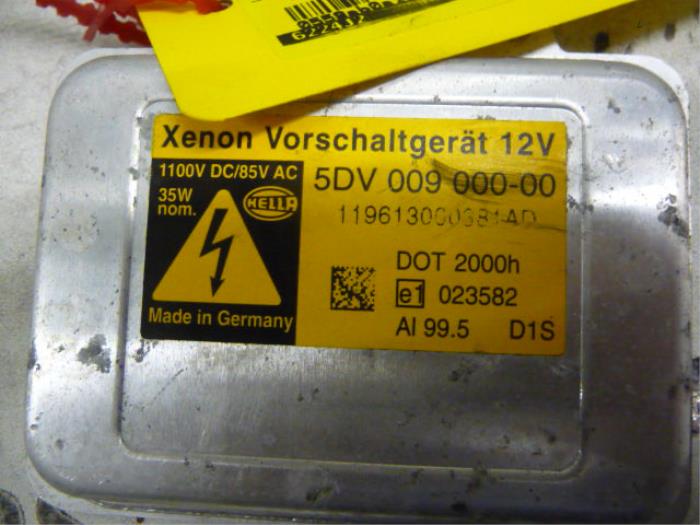 Xenon Vorschaltgerät 12V
1100V DC/85V AC
35W
nom.
HELLA
Made in Germany
5DV 009 000-00
DOT 2000h
e1 023582
Al 99.5 D1S